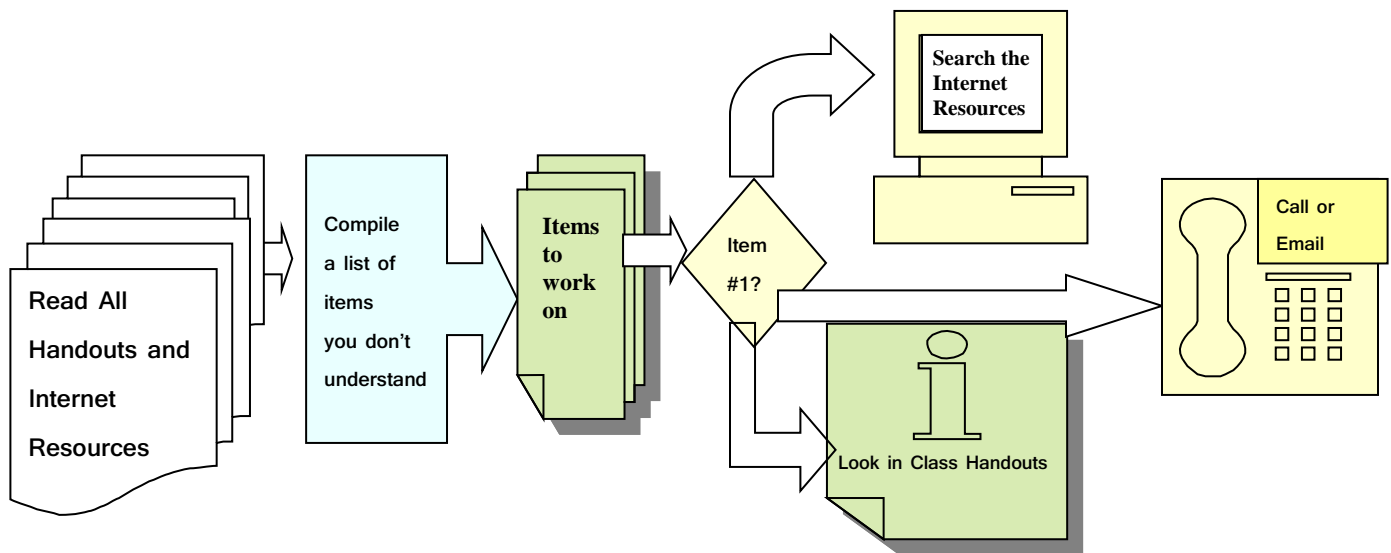 Read All
Handouts and
Internet
Resources
Compile
a list of
items
you don't
understand
Items
to
work
on
Item
#1?
Search the
Internet
Resources
Call or
Email
Look in Class Handouts